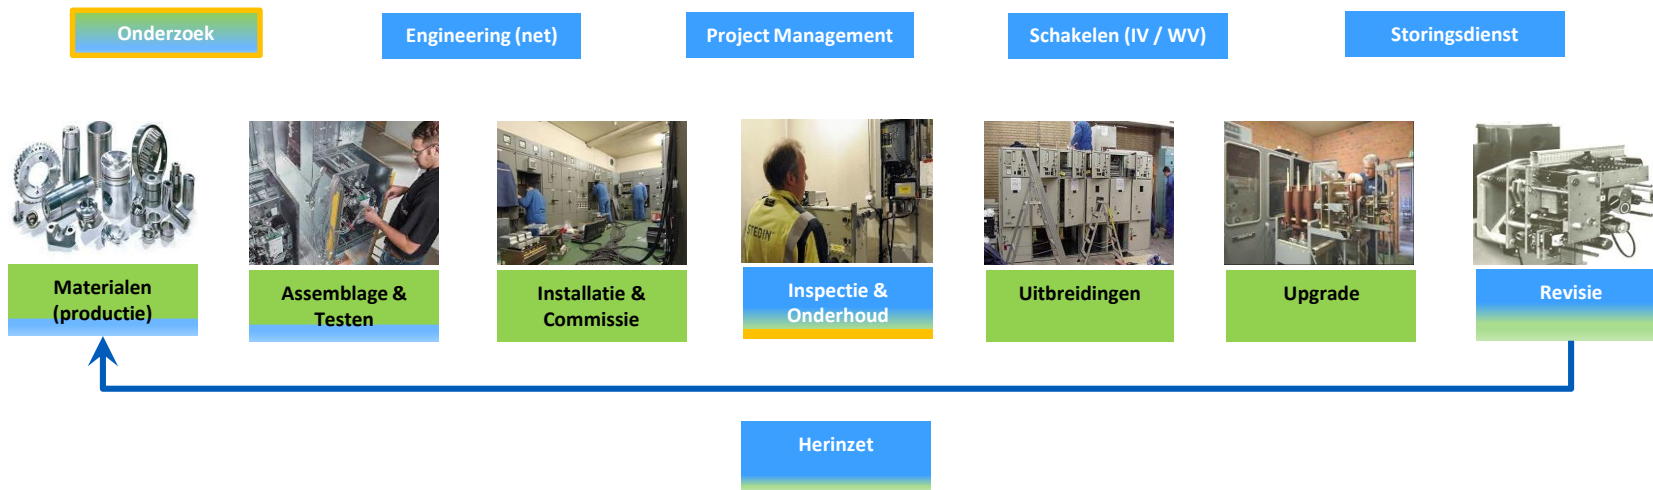 Onderzoek
Engineering (net)
Project Management
Schakelen (IV / WV)
Storingsdienst
STEDIN
Materialen
(productie)
Assemblage &
Testen
Installatie &
Commissie
Inspectie &
Onderhoud
Uitbreidingen
Upgrade
Revisie
Herinzet